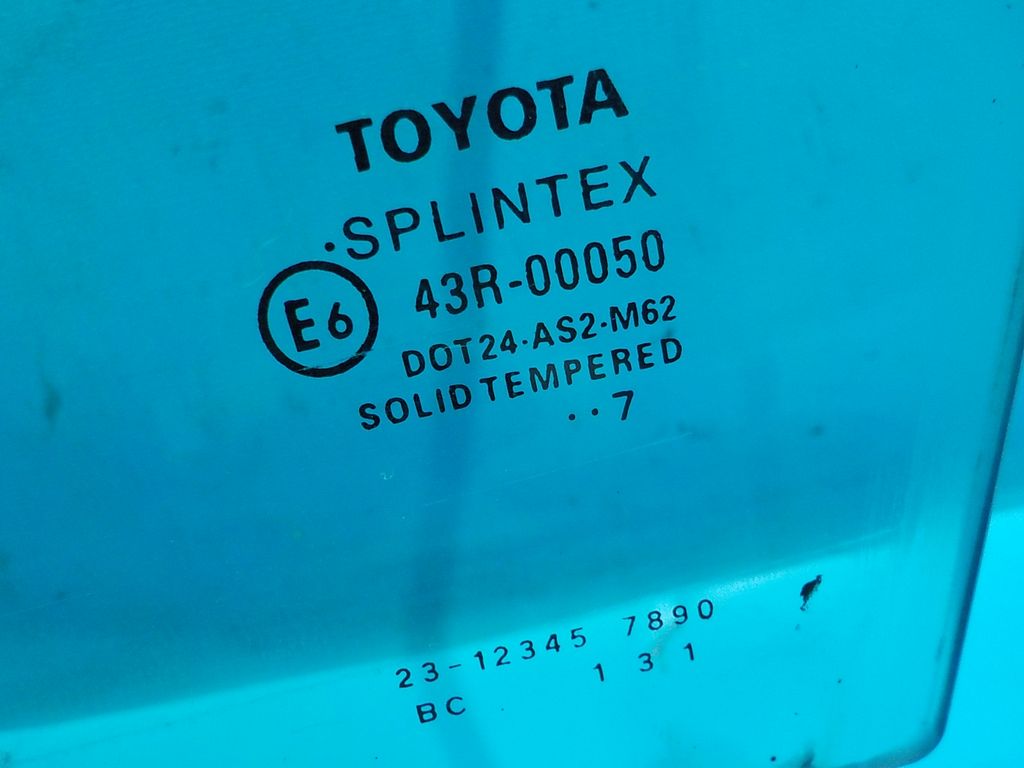 TOYOTA
·SPLINTEX
E6 43R-00050
DOT24·AS2·M62
SOLID TEMPERED
··7
23-12345 7890
BC 1 3 1